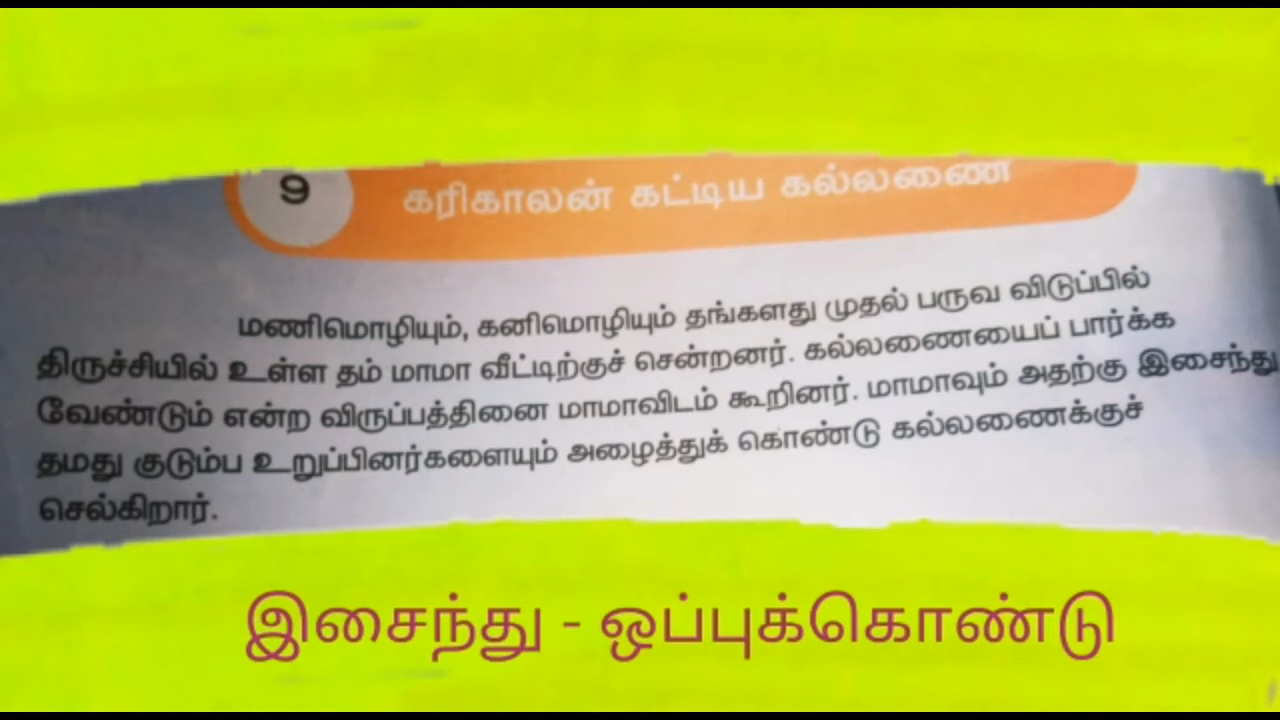 9
கரிகாலன் கட்டிய கல்லணை
மணிமொழியும், கனிமொழியும் தங்களது முதல் பருவ விடுப்பில்
திருச்சியில் உள்ள தம் மாமா வீட்டிற்குச் சென்றனர். கல்லணையைப் பார்க்க
வேண்டும் என்ற விருப்பத்தினை மாமாவிடம் கூறினர். மாமாவும் அதற்கு இசைந்து
தமது குடும்ப உறுப்பினர்களையும் அழைத்துக் கொண்டு கல்லணைக்குச்
செல்கிறார்.
இசைந்து - ஒப்புக்கொண்டு